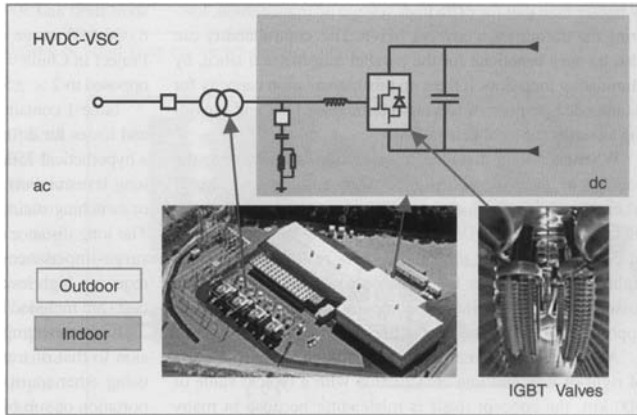 HVDC-VSC
ac
dc
Outdoor
Indoor
IGBT Valves